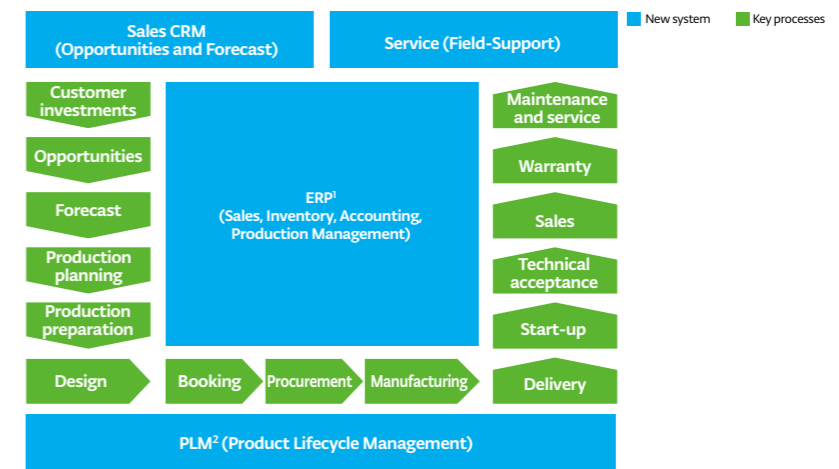 Sales CRM
(Opportunities and Forecast)
Service (Field-Support)
New system
Key processes
Customer
investments
Opportunities
Forecast
Production
planning
Production
preparation
Design
ERP¹
(Sales, Inventory, Accounting,
Production Management)
Booking
Procurement
Manufacturing
Maintenance
and service
Warranty
Sales
Technical
acceptance
Start-up
Delivery
PLM² (Product Lifecycle Management)